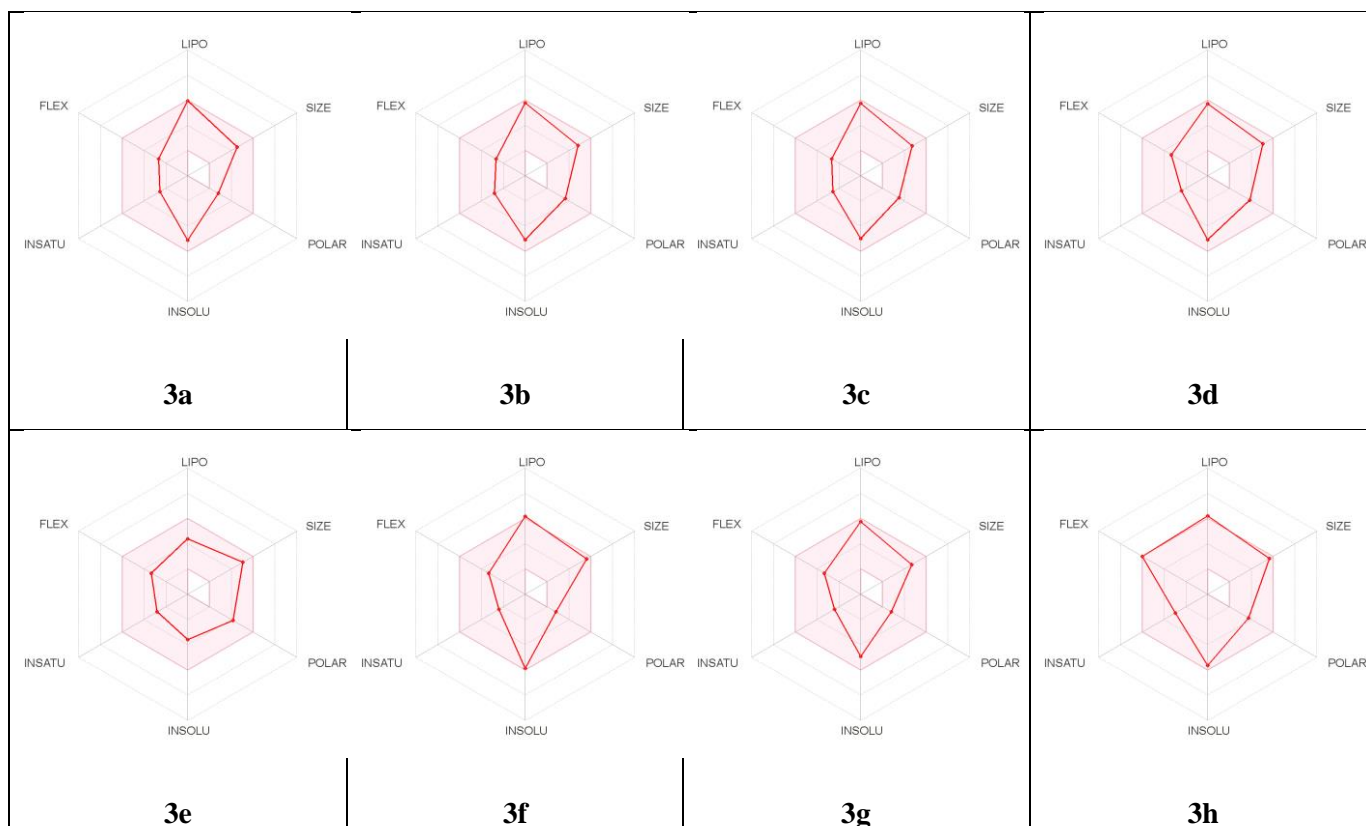 LIPO LIPO LIPO LIPO
FLEX SIZE FLEX SIZE FLEX SIZE FLEX SIZE
INSATU POLAR INSATU POLAR INSATU POLAR INSATU POLAR
INSOLU INSOLU INSOLU INSOLU
3a 3b 3c 3d
LIPO LIPO LIPO LIPO
FLEX SIZE FLEX SIZE FLEX SIZE FLEX SIZE
INSATU POLAR INSATU POLAR INSATU POLAR INSATU POLAR
INSOLU INSOLU INSOLU INSOLU
3e 3f 3g 3h